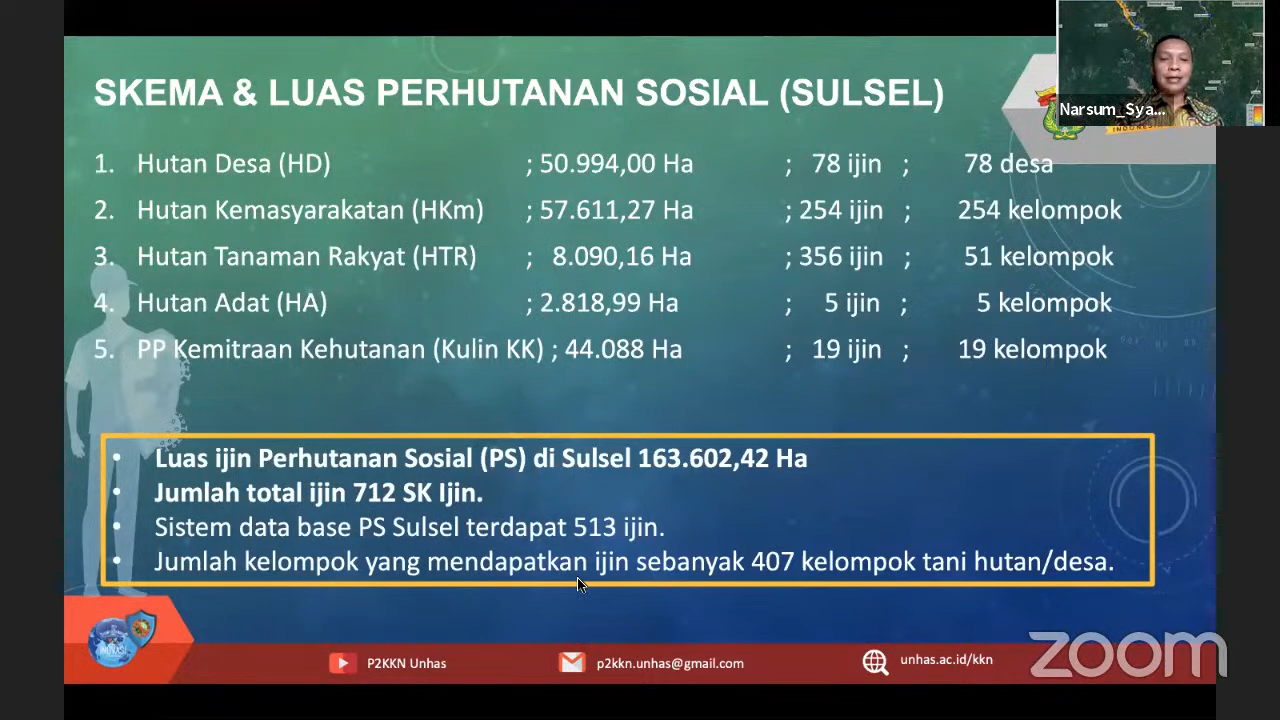 SKEMA & LUAS PERHUTANAN SOSIAL (SULSEL)
Narsum_Sya...
1. Hutan Desa (HD) ; 50.994,00 Ha ; 78 ijin ; 78 desa
2. Hutan Kemasyarakatan (HKm) ; 57.611,27 Ha ; 254 ijin ; 254 kelompok
3. Hutan Tanaman Rakyat (HTR) ; 8.090,16 Ha ; 356 ijin ; 51 kelompok
4. Hutan Adat (HA) ; 2.818,99 Ha ; 5 ijin ; 5 kelompok
5. PP Kemitraan Kehutanan (Kulin KK) ; 44.088 Ha ; 19 ijin ; 19 kelompok
• Luas ijin Perhutanan Sosial (PS) di Sulsel 163.602,42 Ha
• Jumlah total ijin 712 SK Ijin.
• Sistem data base PS Sulsel terdapat 513 ijin.
• Jumlah kelompok yang mendapatkan ijin sebanyak 407 kelompok tani hutan/desa.
P2KKN Unhas
p2kkn.unhas@gmail.com
unhas.ac.id/kkn
zoom